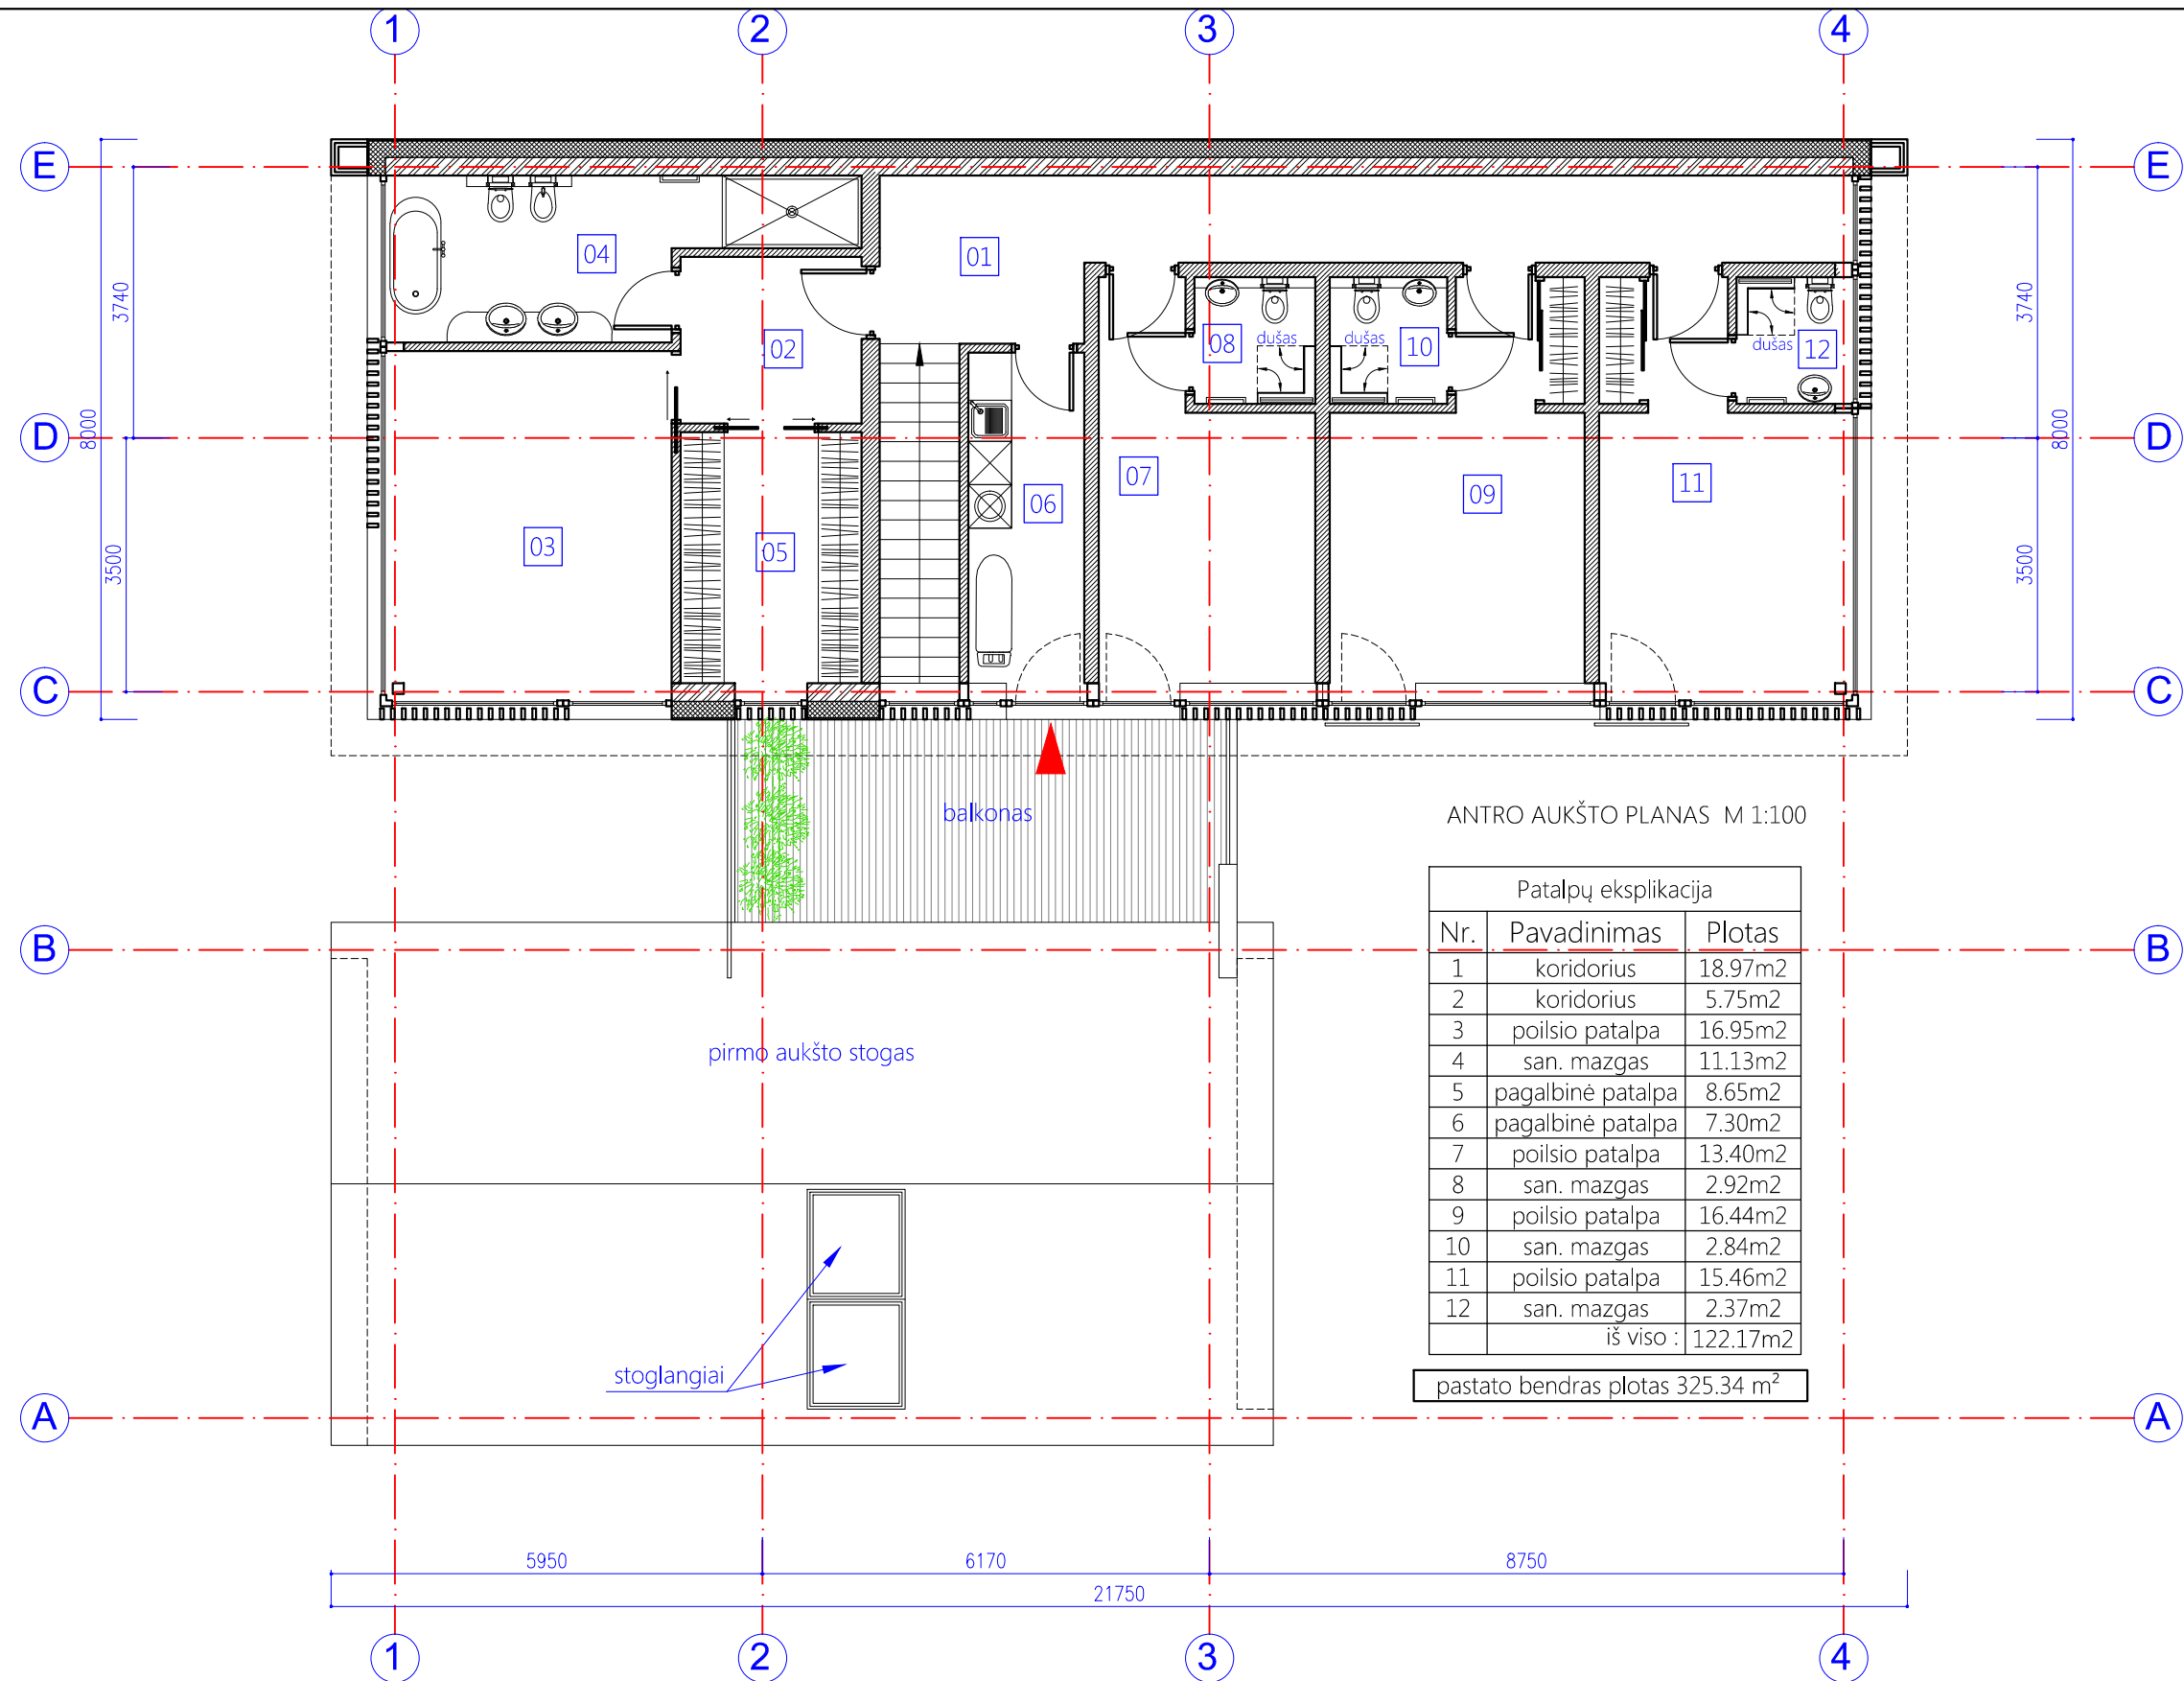 1 2 3 4
E E
04 01
3740 3740
08 dušas dušas 10 dušas 12
02
8000 8000
D D
07 09 11
06
03 05
3500 3500
C C
balkonas
ANTRO AUKŠTO PLANAS M 1:100
Patalpų eksplikacija
Nr. Pavadinimas Plotas
B B
1 koridorius 18.97m2
2 koridorius 5.75m2
3 poilsio patalpa 16.95m2
4 san. mazgas 11.13m2
5 pagalbinė patalpa 8.65m2
6 pagalbinė patalpa 7.30m2
7 poilsio patalpa 13.40m2
8 san. mazgas 2.92m2
9 poilsio patalpa 16.44m2
10 san. mazgas 2.84m2
11 poilsio patalpa 15.46m2
12 san. mazgas 2.37m2
iš viso : 122.17m2
pastato bendras plotas 325.34 m²
pirmo aukšto stogas
stoglangiai
A A
5950 6170 8750
21750
1 2 3 4